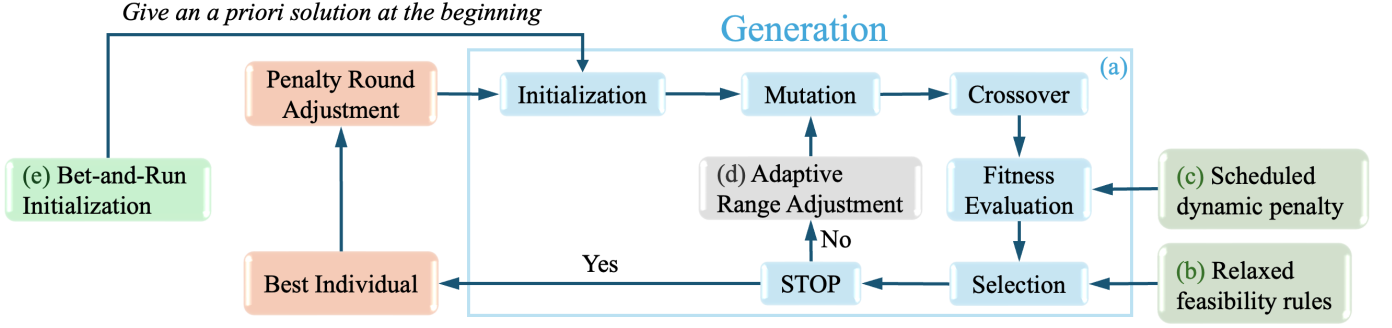 Give an a priori solution at the beginning
Generation
(a)
Penalty Round
Adjustment
Initialization
Mutation
Crossover
(e) Bet-and-Run
Initialization
(d) Adaptive
Range Adjustment
Fitness
Evaluation
(c) Scheduled
dynamic penalty
No
Yes
Best Individual
STOP
Selection
(b) Relaxed
feasibility rules